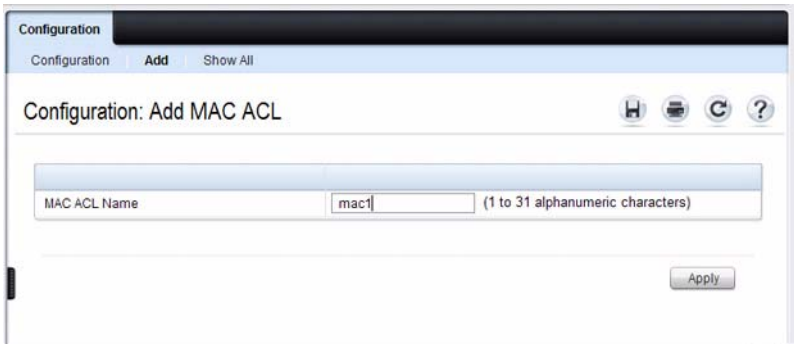 Configuration
Configuration Add Show All
Configuration: Add MAC ACL
MAC ACL Name mac1 (1 to 31 alphanumeric characters)
Apply